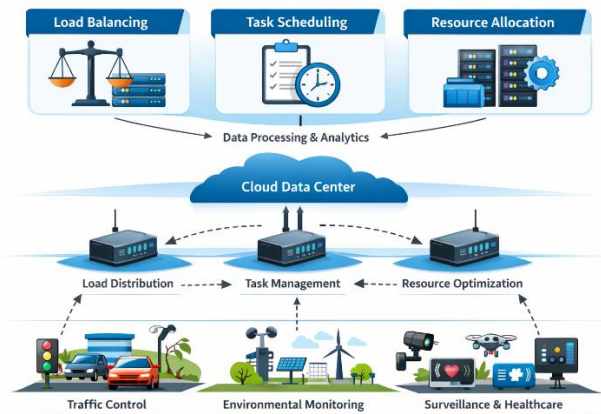 Load Balancing
Task Scheduling
Resource Allocation
Data Processing & Analytics
Cloud Data Center
Load Distribution
Task Management
Resource Optimization
Traffic Control
Environmental Monitoring
Surveillance & Healthcare